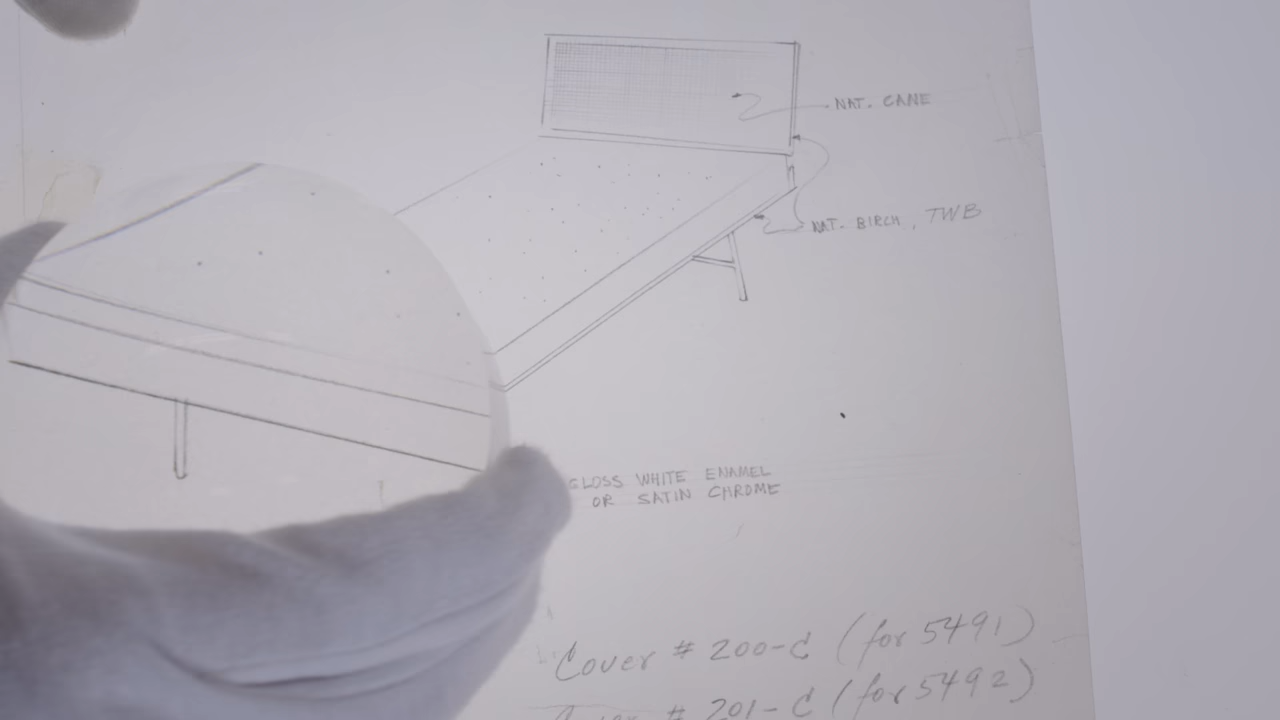 NAT. CANE
NAT. BIRCH, TWB
GLOSS WHITE ENAMEL
OR SATIN CHROME
Cover # 200-C (for 5491)
# 201-C (for 5492)